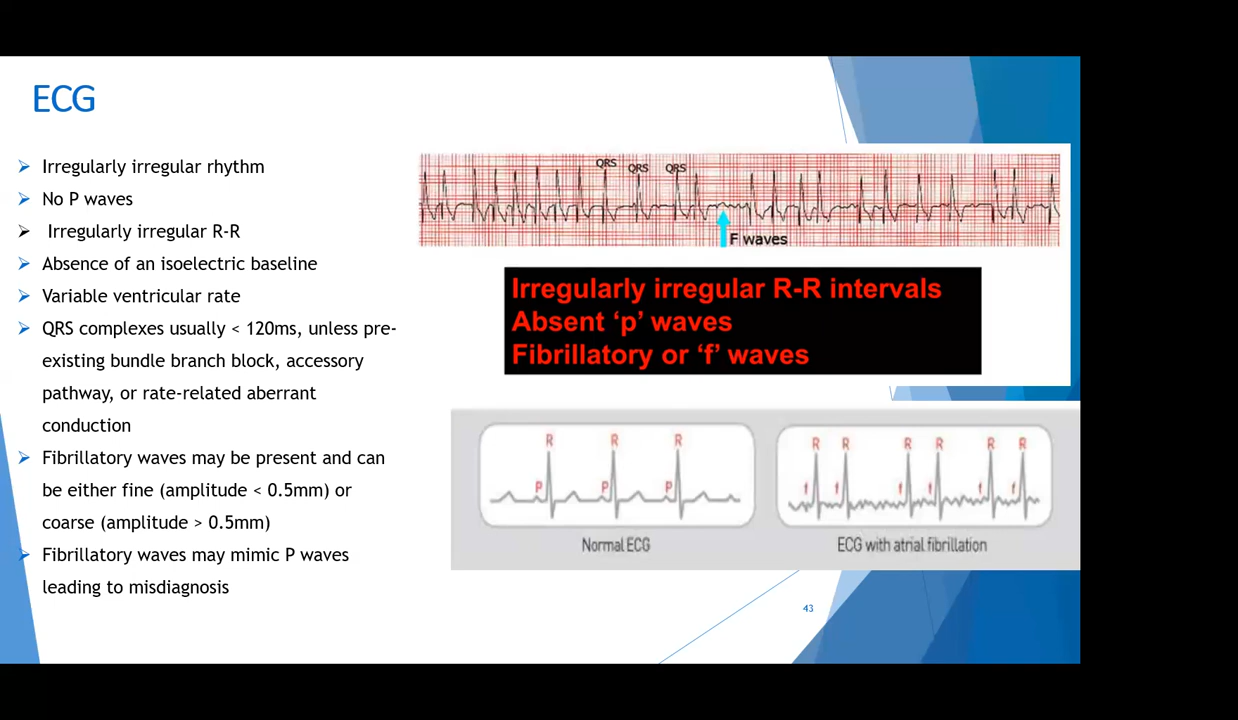 ECG
➢ Irregularly irregular rhythm
➢ No P waves
➢ Irregularly irregular R-R
➢ Absence of an isoelectric baseline
➢ Variable ventricular rate
➢ QRS complexes usually < 120ms, unless pre-
existing bundle branch block, accessory
pathway, or rate-related aberrant
conduction
➢ Fibrillatory waves may be present and can
be either fine (amplitude < 0.5mm) or
coarse (amplitude > 0.5mm)
➢ Fibrillatory waves may mimic P waves
leading to misdiagnosis
QRS QRS QRS
F waves
Irregularly irregular R-R intervals
Absent ‘p’ waves
Fibrillatory or ‘f’ waves
R R R
P P P
Normal ECG
R R R R R R
f f f f f f
ECG with atrial fibrillation
43